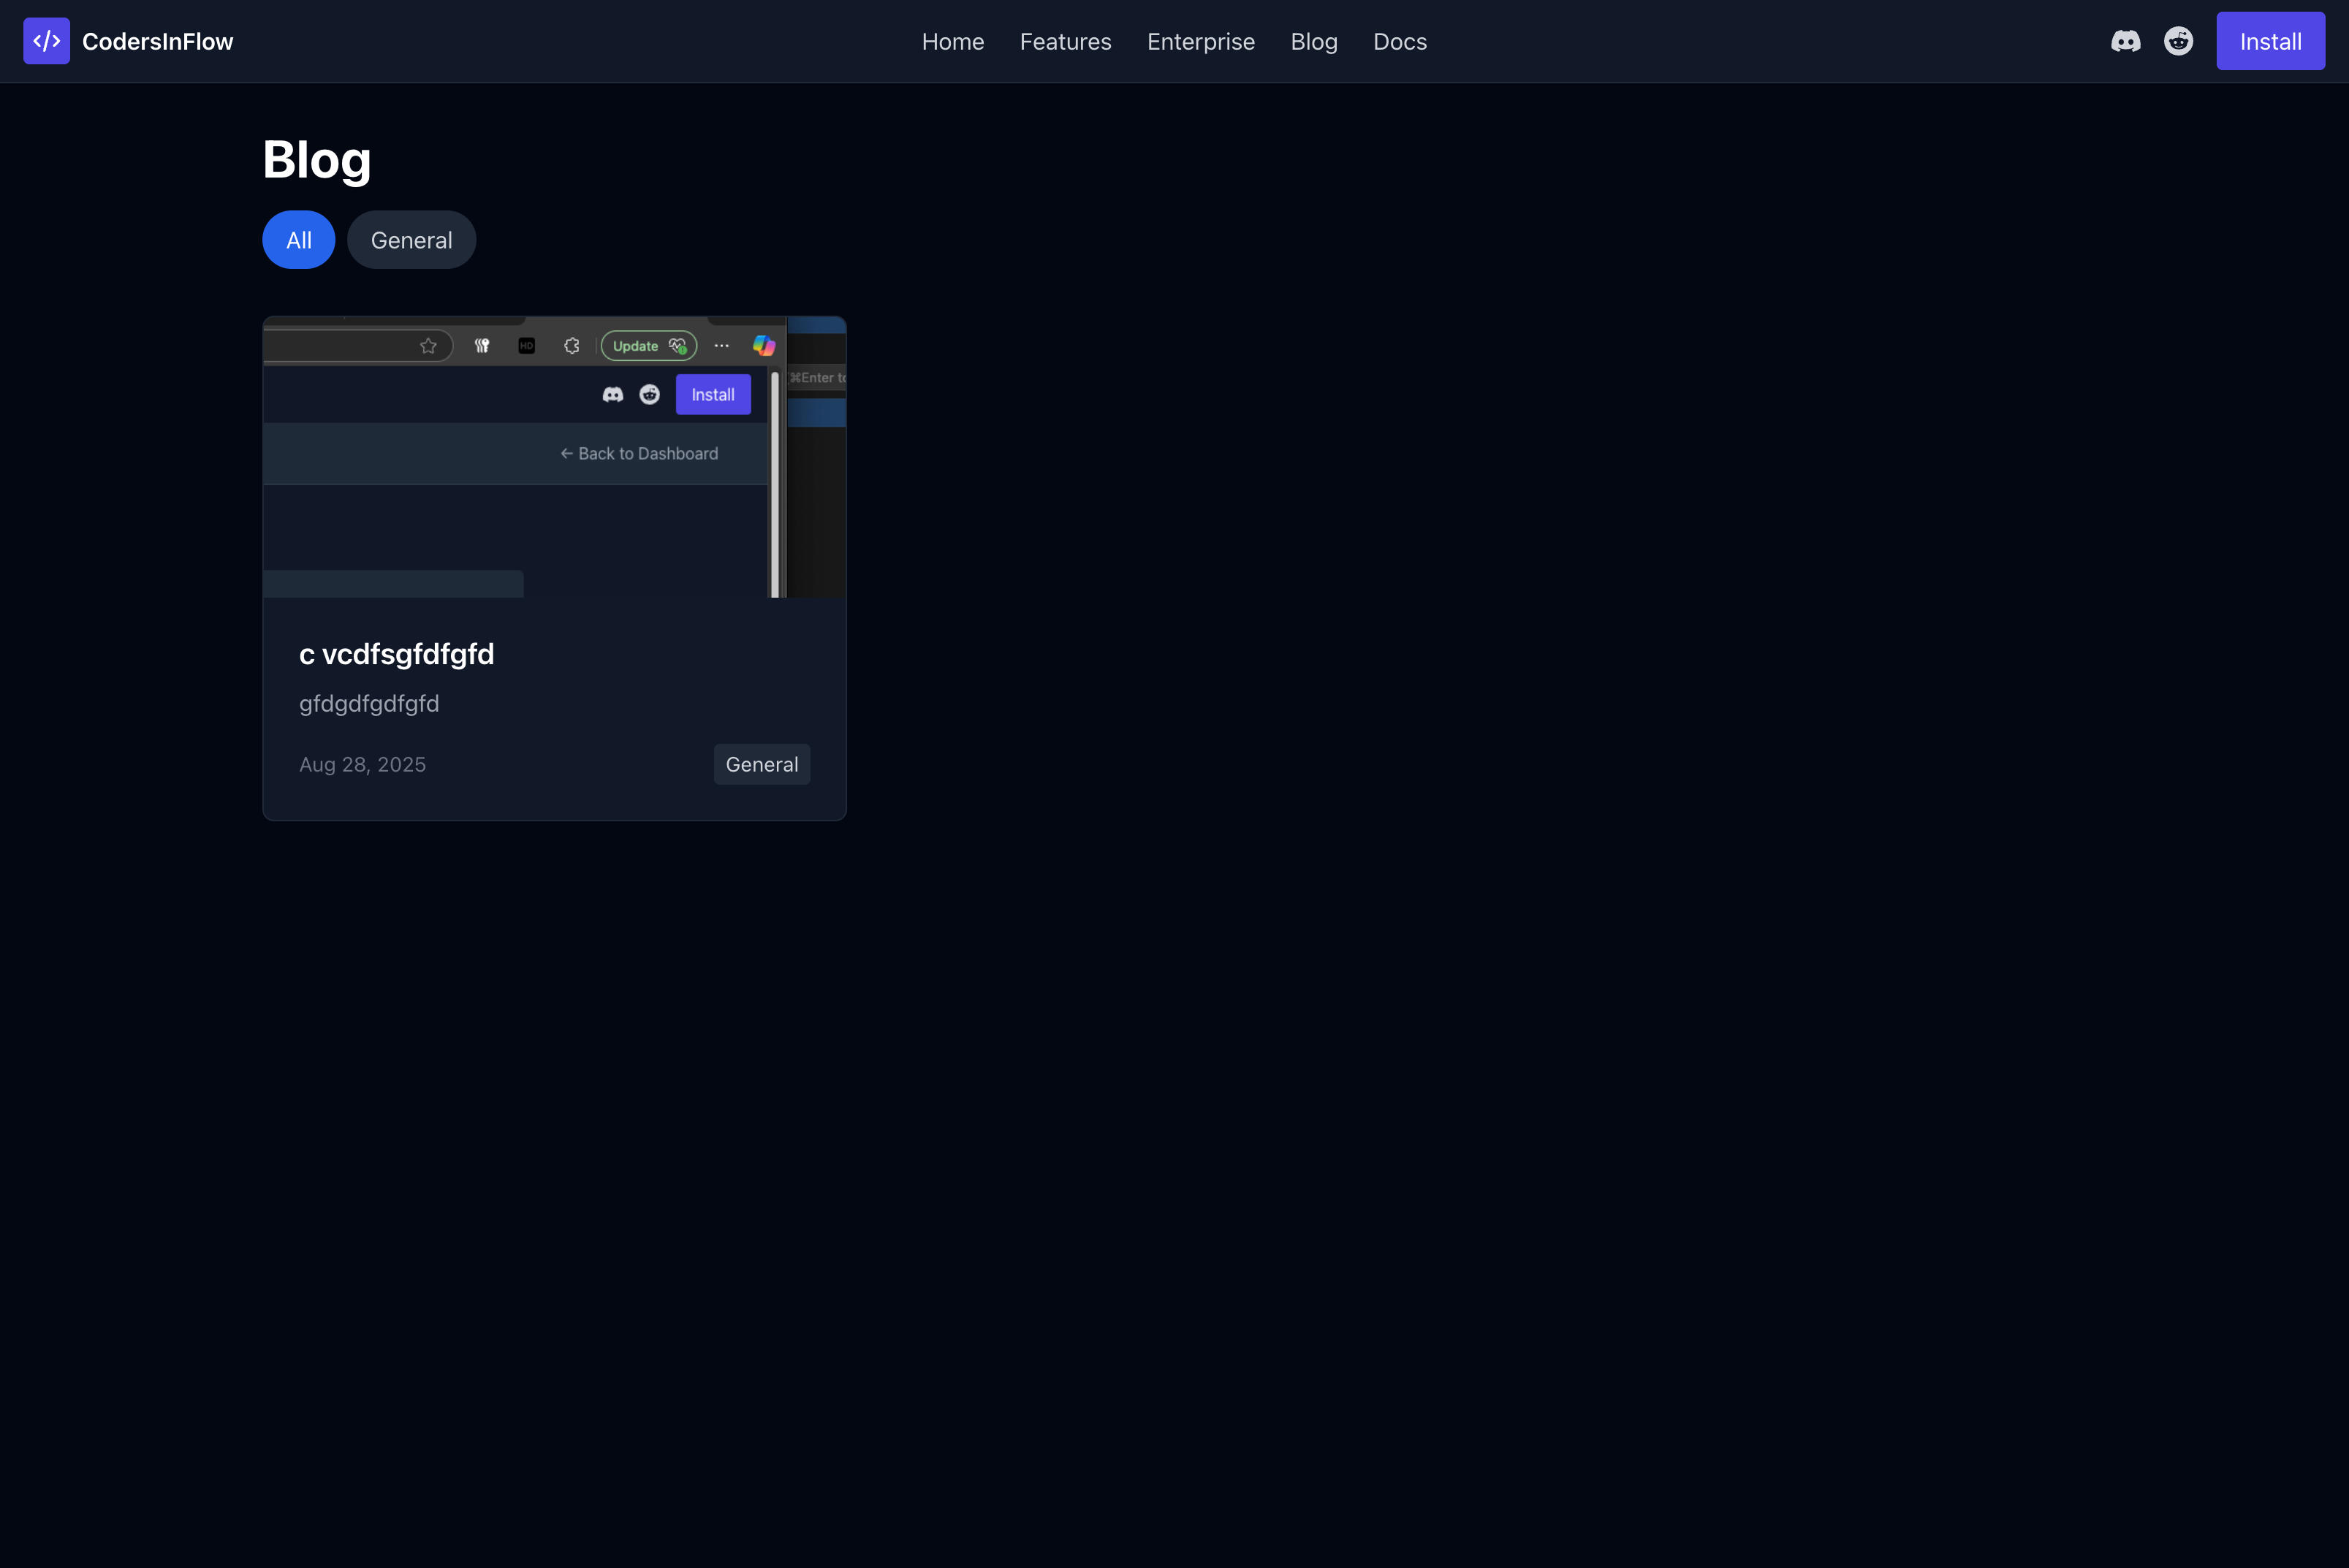 CodersInFlow
Home Features Enterprise Blog Docs
Install
Blog
All General
HD Update
⌘Enter to
Install
← Back to Dashboard
c vcdfsgfdfgfd
gfdgdfgdfgfd
Aug 28, 2025 General